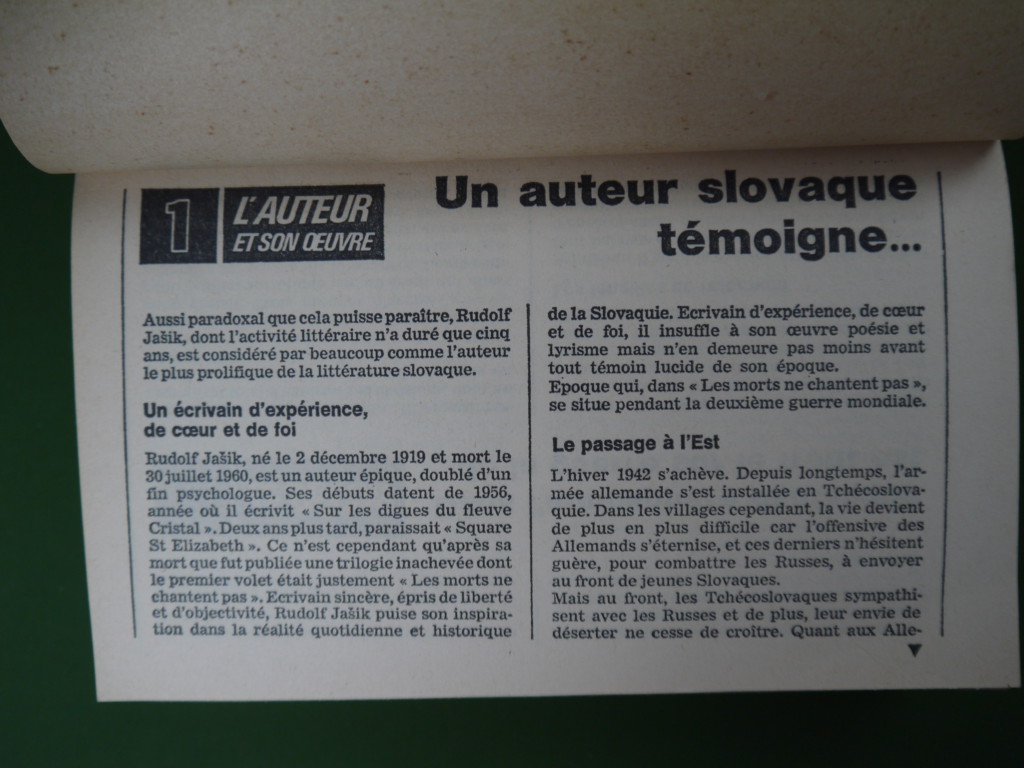 1
L'AUTEUR
ET SON ŒUVRE
Un auteur slovaque
témoigne...
Aussi paradoxal que cela puisse paraître, Rudolf
Jašik, dont l'activité littéraire n'a duré que cinq
ans, est considéré par beaucoup comme l'auteur
le plus prolifique de la littérature slovaque.
Un écrivain d'expérience,
de cœur et de foi
Rudolf Jašik, né le 2 décembre 1919 et mort le
30 juillet 1960, est un auteur épique, doublé d'un
fin psychologue. Ses débuts datent de 1956,
année où il écrivit « Sur les digues du fleuve
Cristal ». Deux ans plus tard, paraissait « Square
St Elizabeth ». Ce n'est cependant qu'après sa
mort que fut publiée une trilogie inachevée dont
le premier volet était justement « Les morts ne
chantent pas ». Ecrivain sincère, épris de liberté
et d'objectivité, Rudolf Jašik puise son inspira-
tion dans la réalité quotidienne et historique
de la Slovaquie. Ecrivain d'expérience, de cœur
et de foi, il insuffle à son œuvre poésie et
lyrisme mais n'en demeure pas moins avant
tout témoin lucide de son époque.
Epoque qui, dans « Les morts ne chantent pas »,
se situe pendant la deuxième guerre mondiale.
Le passage à l'Est
L'hiver 1942 s'achève. Depuis longtemps, l'ar-
mée allemande s'est installée en Tchécoslova-
quie. Dans les villages cependant, la vie devient
de plus en plus difficile car l'offensive des
Allemands s'éternise, et ces derniers n'hésitent
guère, pour combattre les Russes, à envoyer
au front de jeunes Slovaques.
Mais au front, les Tchécoslovaques sympathi-
sent avec les Russes et de plus, leur envie de
déserter ne cesse de croître. Quant aux Alle-